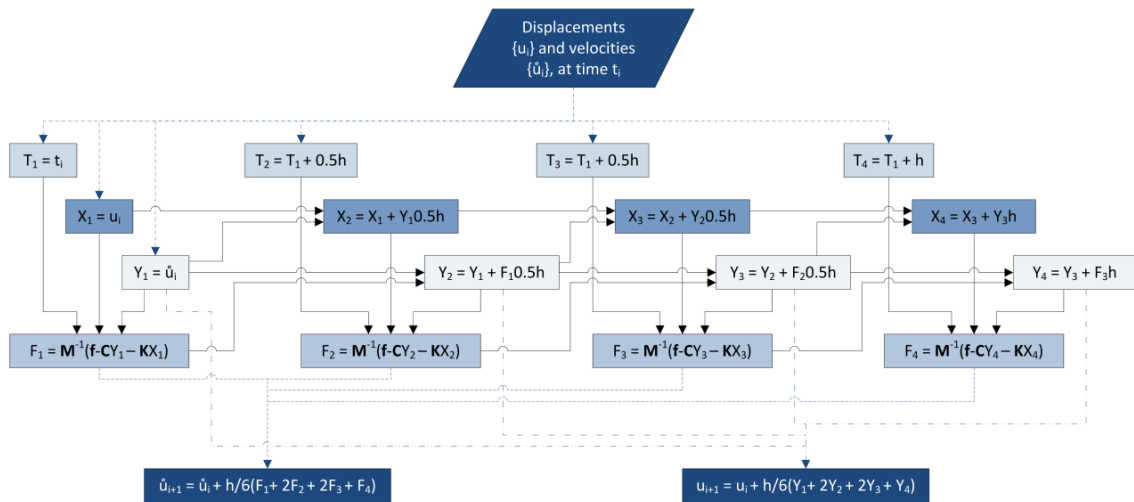 Displacements
{uᵢ} and velocities
{ůᵢ}, at time tᵢ
T₁ = tᵢ
T₂ = T₁ + 0.5h
T₃ = T₁ + 0.5h
T₄ = T₁ + h
X₁ = uᵢ
X₂ = X₁ + Y₁0.5h
X₃ = X₂ + Y₂0.5h
X₄ = X₃ + Y₃h
Y₁ = ůᵢ
Y₂ = Y₁ + F₁0.5h
Y₃ = Y₂ + F₂0.5h
Y₄ = Y₃ + F₃h
F₁ = M⁻¹(f-CY₁ – KX₁)
F₂ = M⁻¹(f-CY₂ – KX₂)
F₃ = M⁻¹(f-CY₃ – KX₃)
F₄ = M⁻¹(f-CY₄ – KX₄)
ůᵢ₊₁ = ůᵢ + h/6(F₁+ 2F₂ + 2F₃ + F₄)
uᵢ₊₁ = uᵢ + h/6(Y₁+ 2Y₂ + 2Y₃ + Y₄)